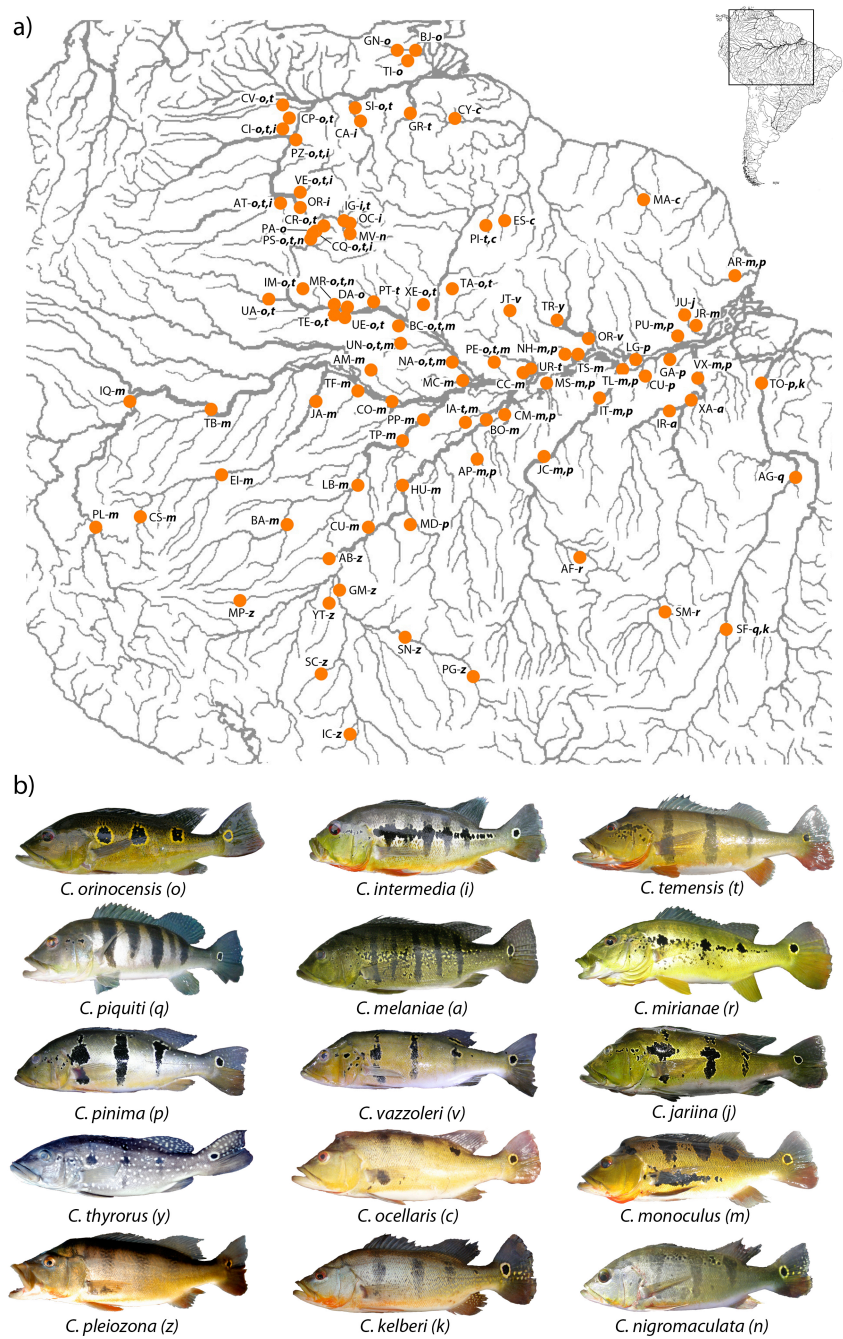 a)
GN-o
BJ-o
TI-o
CV-o,t
CP-o,t
SI-o,t
CY-c
CI-o,t,i
CA-i
GR-t
PZ-o,t,i
VE-o,t,i
AT-o,t,i
OR-i
IG-i,t
MA-c
CR-o,t
OC-i
ES-c
PA-o
MV-n
PI-t,c
PS-o,t,n
CQ-o,t,i
AR-m,p
IM-o,t
MR-o,t,n
PT-t
XE-o,t
TA-o,t
DA-o
JT-v
TR-y
JU-j
UA-o,t
JR-m
TE-o,t
UE-o,t
BC-o,t,m
PU-m,p
UN-o,t,m
OR-v
PE-o,t,m
NH-m,p
LG-p
AM-m
NA-o,t,m
UR-t
TS-m
GA-p
VX-m,p
TF-m
MC-m
CC-m
MS-m,p
TL-m,p
CU-p
TO-p,k
IQ-m
TB-m
JA-m
CO-m
IA-t,m
CM-m,p
IT-m,p
XA-a
PP-m
BO-m
IR-a
TP-m
AP-m,p
JC-m,p
EI-m
LB-m
HU-m
AG-q
PL-m
CS-m
BA-m
CU-m
MD-p
AB-z
AF-r
GM-z
MP-z
YT-z
SM-r
SN-z
SF-q,k
SC-z
PG-z
IC-z
b)
C. orinocensis (o)
C. intermedia (i)
C. temensis (t)
C. piquiti (q)
C. melaniae (a)
C. mirianae (r)
C. pinima (p)
C. vazzoleri (v)
C. jariina (j)
C. thyrorus (y)
C. ocellaris (c)
C. monoculus (m)
C. pleiozona (z)
C. kelberi (k)
C. nigromaculata (n)